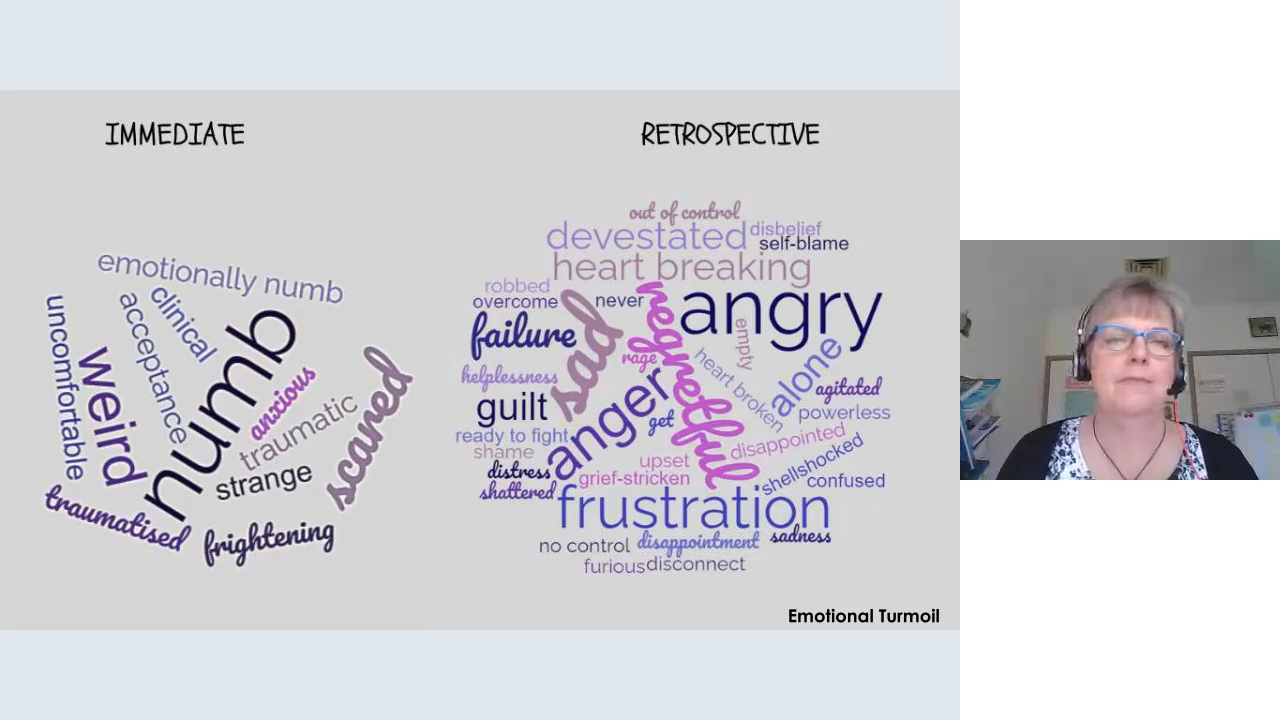 IMMEDIATE
emotionally numb
clinical
acceptance
uncomfortable
weird
numb
anxious
traumatic
scared
strange
traumatised
frightening
RETROSPECTIVE
out of control
devestated
disbelief
self-blame
heart breaking
robbed
overcome
never
negretful
angry
failure
sad
rage
empty
helplessness
heart broken
alone
agitated
guilt
anger
get
powerless
ready to fight
shame
disappointed
upset
distress
grief-stricken
shellshocked
confused
shattered
frustration
no control
disappointment
sadness
furious
disconnect
Emotional Turmoil